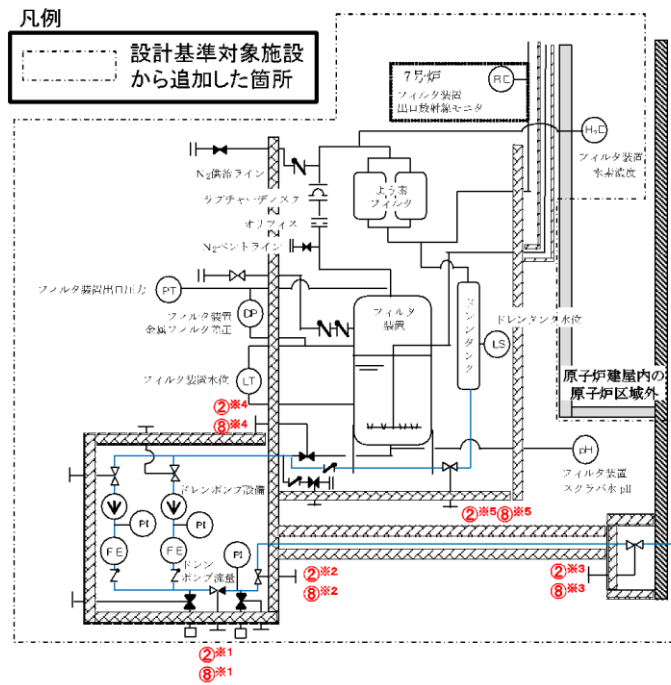 凡例
設計基準対象施設
から追加した箇所
7号炉
RE
フィルタ装置
出口放射線モニタ
H₂E
フィルタ装置
水素濃度
N₂供給ライン
ラプチャーディスク
よう素
フィルタ
オリフィス
N₂ベントライン
フィルタ装置出口圧力
PT
フィルタ装置
金属フィルタ差圧
DP
フィルタ
装置
ドレンタンク
ドレンタンク水位
LS
フィルタ装置水位
LT
原子炉建屋内の
原子炉区域外
②※4
⑧※4
pH
フィルタ装置
スクラバ水pH
ドレンポンプ設備
PI
PI
FE
FE
PI
ドレン
ポンプ流量
②※5⑧※5
②※2
⑧※2
②※3
⑧※3
②※1
⑧※1